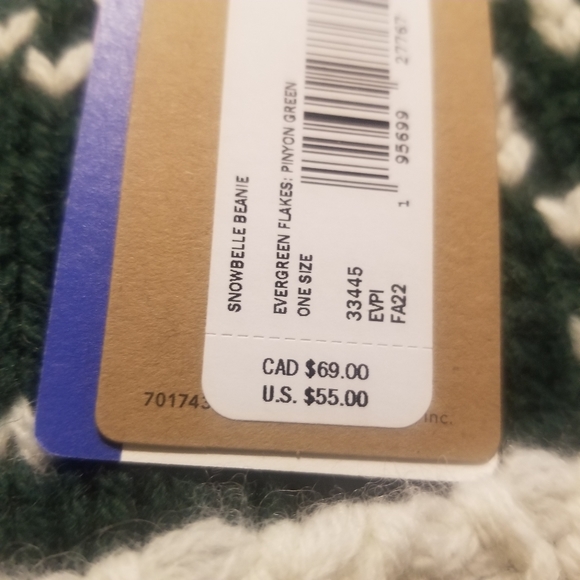 SNOWBELLE BEANIE
EVERGREEN FLAKES: PINYON GREEN
ONE SIZE
33445
EVPI
FA22
1 95699 27767
CAD $69.00
U.S. $55.00
701743
Inc.